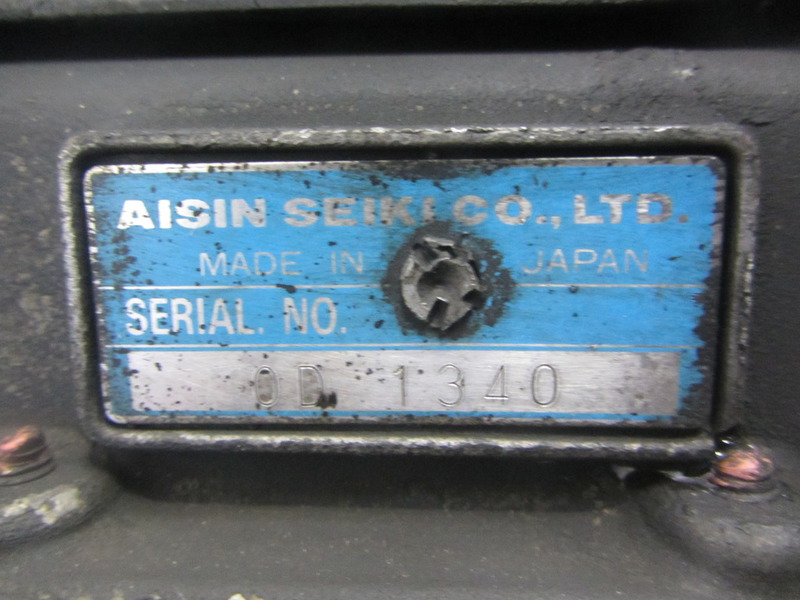 AISIN SEIKI CO., LTD.
MADE IN JAPAN
SERIAL. NO.
0D 1340